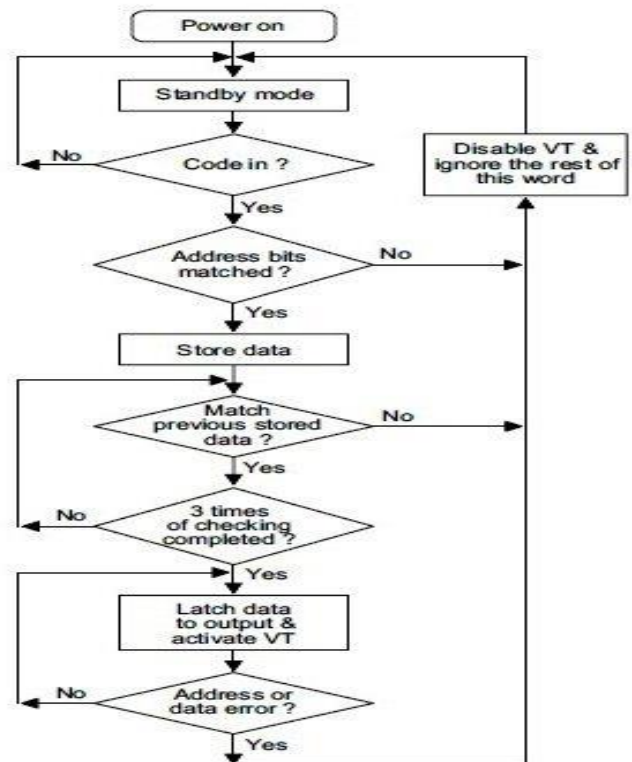 Power on
Standby mode
No
Code in ?
Disable VT &
ignore the rest of
this word
Yes
Address bits
matched ?
No
Yes
Store data
Match
previous stored
data ?
No
Yes
No
3 times
of checking
completed ?
Yes
Latch data
to output &
activate VT
No
Address or
data error ?
Yes